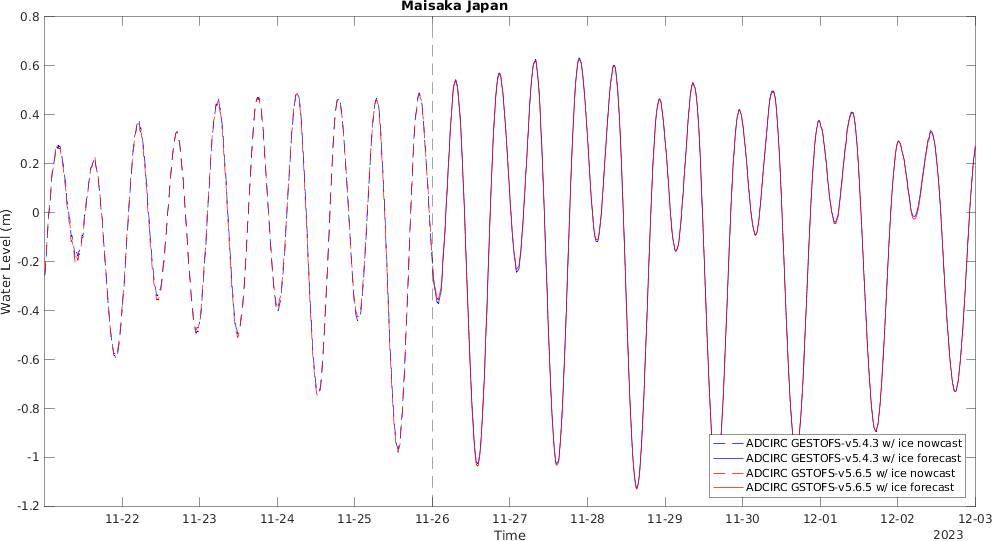 Maisaka Japan
0.8
0.6
0.4
0.2
0
-0.2
-0.4
-0.6
-0.8
-1
-1.2
Water Level (m)
ADCIRC GESTOFS-v5.4.3 w/ ice nowcast
ADCIRC GESTOFS-v5.4.3 w/ ice forecast
ADCIRC GSTOFS-v5.6.5 w/ ice nowcast
ADCIRC GSTOFS-v5.6.5 w/ ice forecast
11-22 11-23 11-24 11-25 11-26 11-27 11-28 11-29 11-30 12-01 12-02 12-03
Time
2023